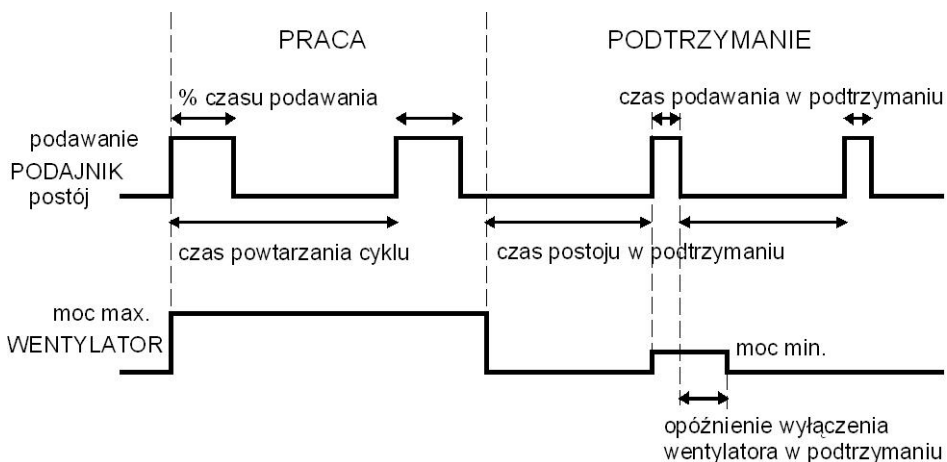 PRACA
PODTRZYMANIE
% czasu podawania
czas podawania w podtrzymaniu
podawanie
PODAJNIK
postój
czas powtarzania cyklu
czas postoju w podtrzymaniu
moc max.
WENTYLATOR
moc min.
opóźnienie wyłączenia
wentylatora w podtrzymaniu